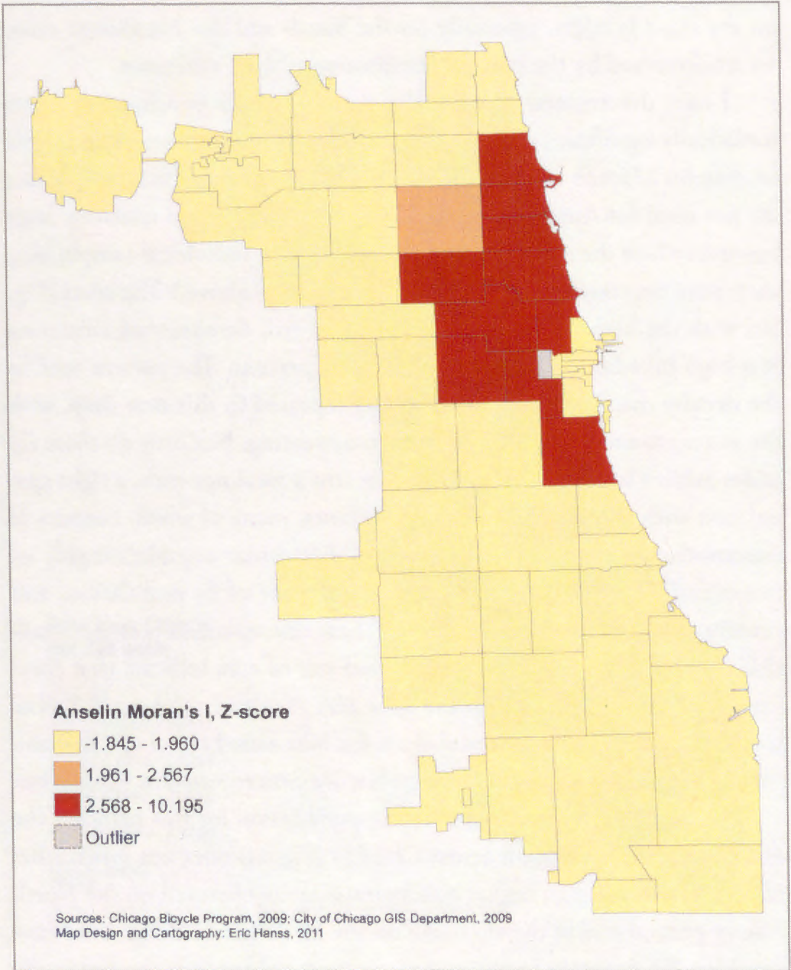 Anselin Moran's I, Z-score
-1.845 - 1.960
1.961 - 2.567
2.568 - 10.195
Outlier
Sources: Chicago Bicycle Program, 2009; City of Chicago GIS Department, 2009
Map Design and Cartography: Eric Hanss, 2011